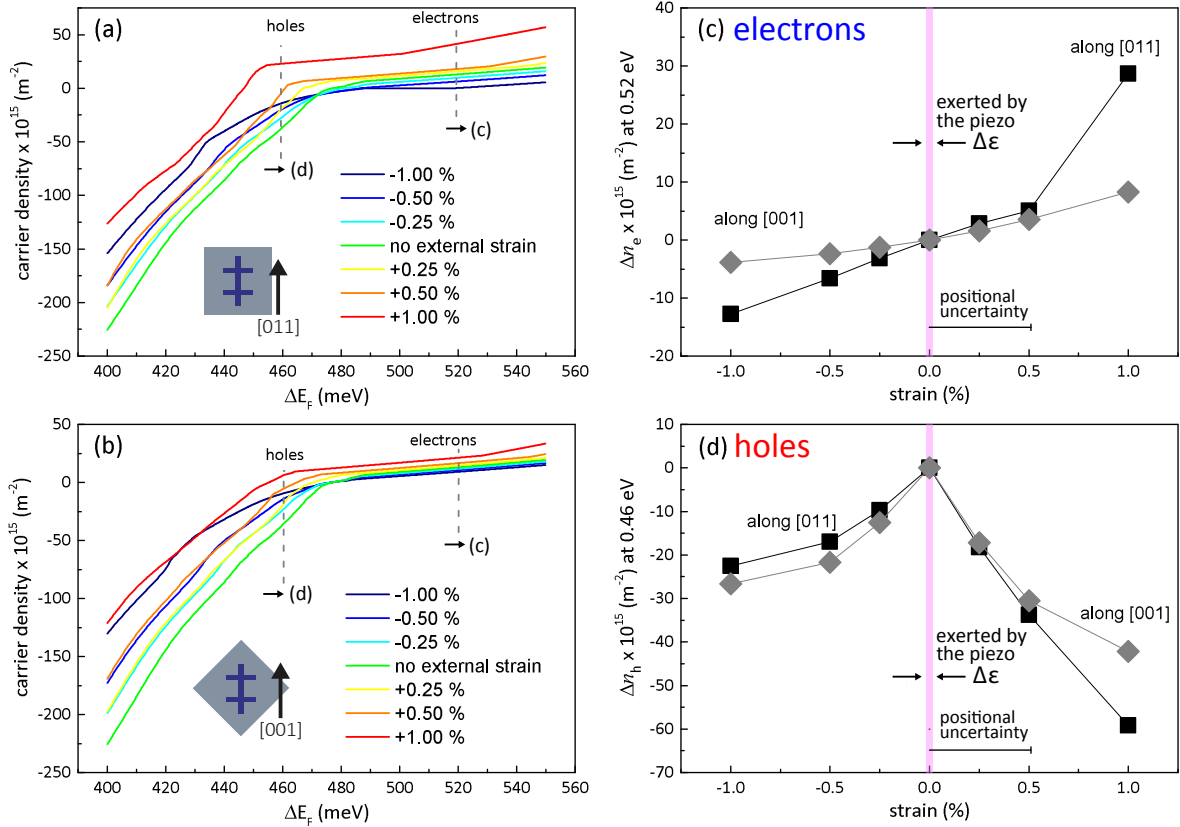 (a)
holes
electrons
(c)
(d)
-1.00 %
-0.50 %
-0.25 %
no external strain
+0.25 %
+0.50 %
+1.00 %
[011]
50
0
-50
-100
-150
-200
-250
carrier density x 10¹⁵ (m⁻²)
400 420 440 460 480 500 520 540 560
ΔE_F (meV)
(c) electrons
along [011]
exerted by
the piezo
Δε
along [001]
positional
uncertainty
40
30
20
10
0
-10
20
Δn_e x 10¹⁵ (m⁻²) at 0.52 eV
-1.0 -0.5 0.0 0.5 1.0
strain (%)
(b)
holes
electrons
(c)
(d)
-1.00 %
-0.50 %
-0.25 %
no external strain
+0.25 %
+0.50 %
+1.00 %
[001]
50
0
-50
-100
-150
-200
-250
carrier density x 10¹⁵ (m⁻²)
400 420 440 460 480 500 520 540 560
ΔE_F (meV)
(d) holes
along [011]
along [001]
exerted by
the piezo
Δε
positional
uncertainty
10
0
-10
-20
-30
-40
-50
-60
-70
Δn_h x 10¹⁵ (m⁻²) at 0.46 eV
-1.0 -0.5 0.0 0.5 1.0
strain (%)